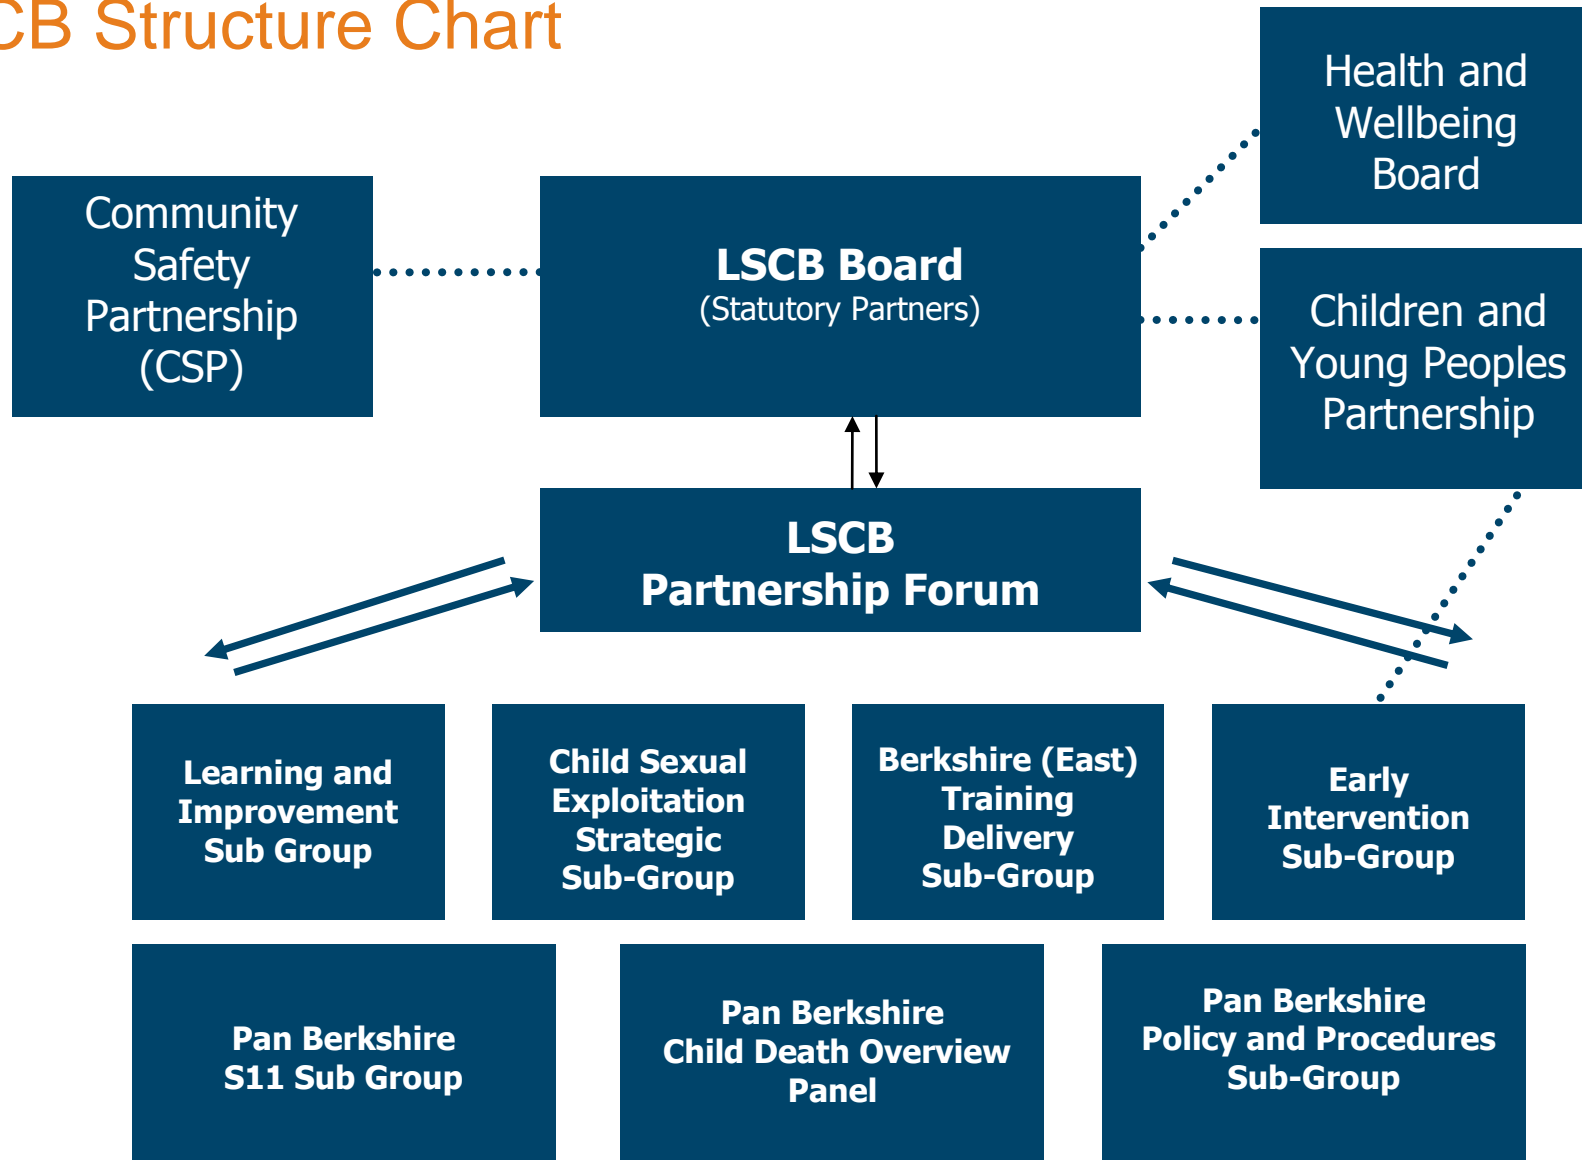 CB Structure Chart
Health and
Wellbeing
Board
Community
Safety
Partnership
(CSP)
LSCB Board
(Statutory Partners)
Children and
Young Peoples
Partnership
LSCB
Partnership Forum
Learning and
Improvement
Sub Group
Child Sexual
Exploitation
Strategic
Sub-Group
Berkshire (East)
Training
Delivery
Sub-Group
Early
Intervention
Sub-Group
Pan Berkshire
S11 Sub Group
Pan Berkshire
Child Death Overview
Panel
Pan Berkshire
Policy and Procedures
Sub-Group